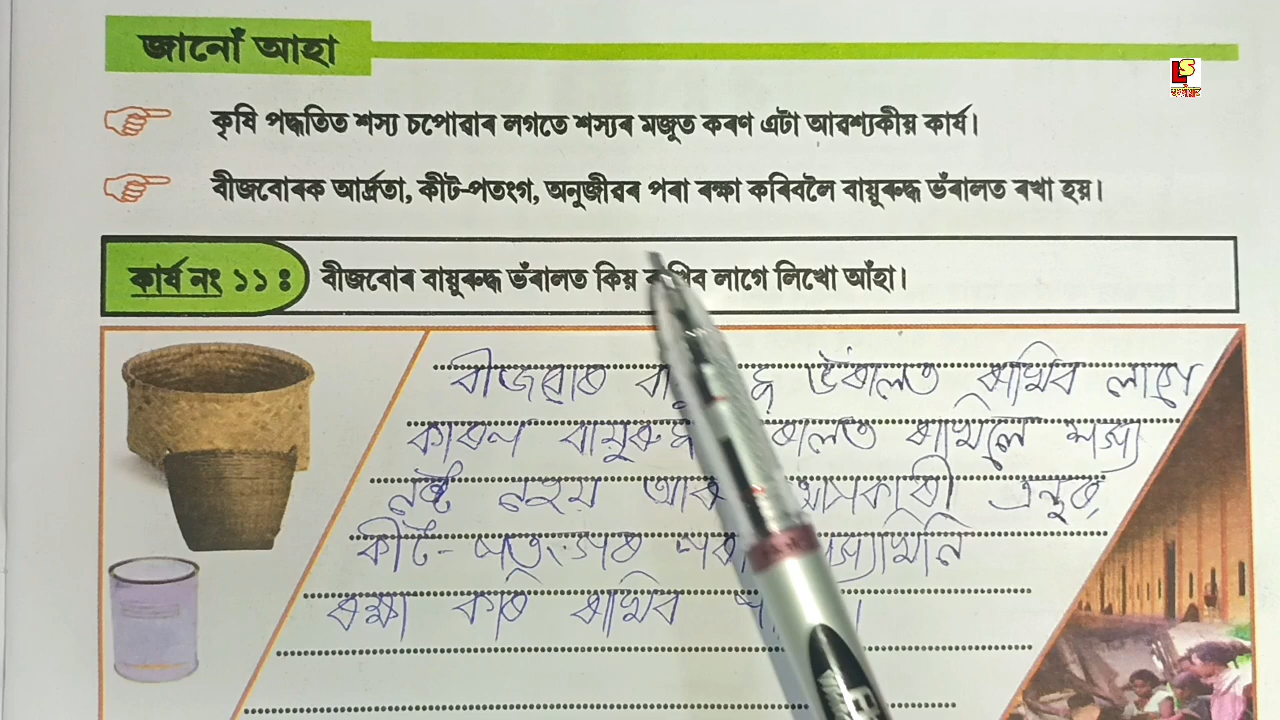 জানোঁ আহা
LS
কৃষি পদ্ধতিত শস্য চপোৱাৰ লগতে শস্যৰ মজুত কৰণ এটা আৱশ্যকীয় কাৰ্য।
বীজবোৰক আৰ্দ্ৰতা, কীট-পতংগ, অনুজীৱৰ পৰা ৰক্ষা কৰিবলৈ বায়ুৰুদ্ধ ভঁৰালত ৰখা হয়।
কাৰ্য নং ১১ ঃ বীজবোৰ বায়ুৰুদ্ধ ভঁৰালত কিয় লাগে লিখো আঁহা।
বীজবোৰ ভঁৰালত ৰাখিব লাগে
কাৰণ বায়ুৰুদ্ধ ৰাখিলে শস্য
নষ্ট নহয় আৰু এন্দুৰ,
কীট-পতংগৰ পৰা
ৰক্ষা কৰি ৰাখিব